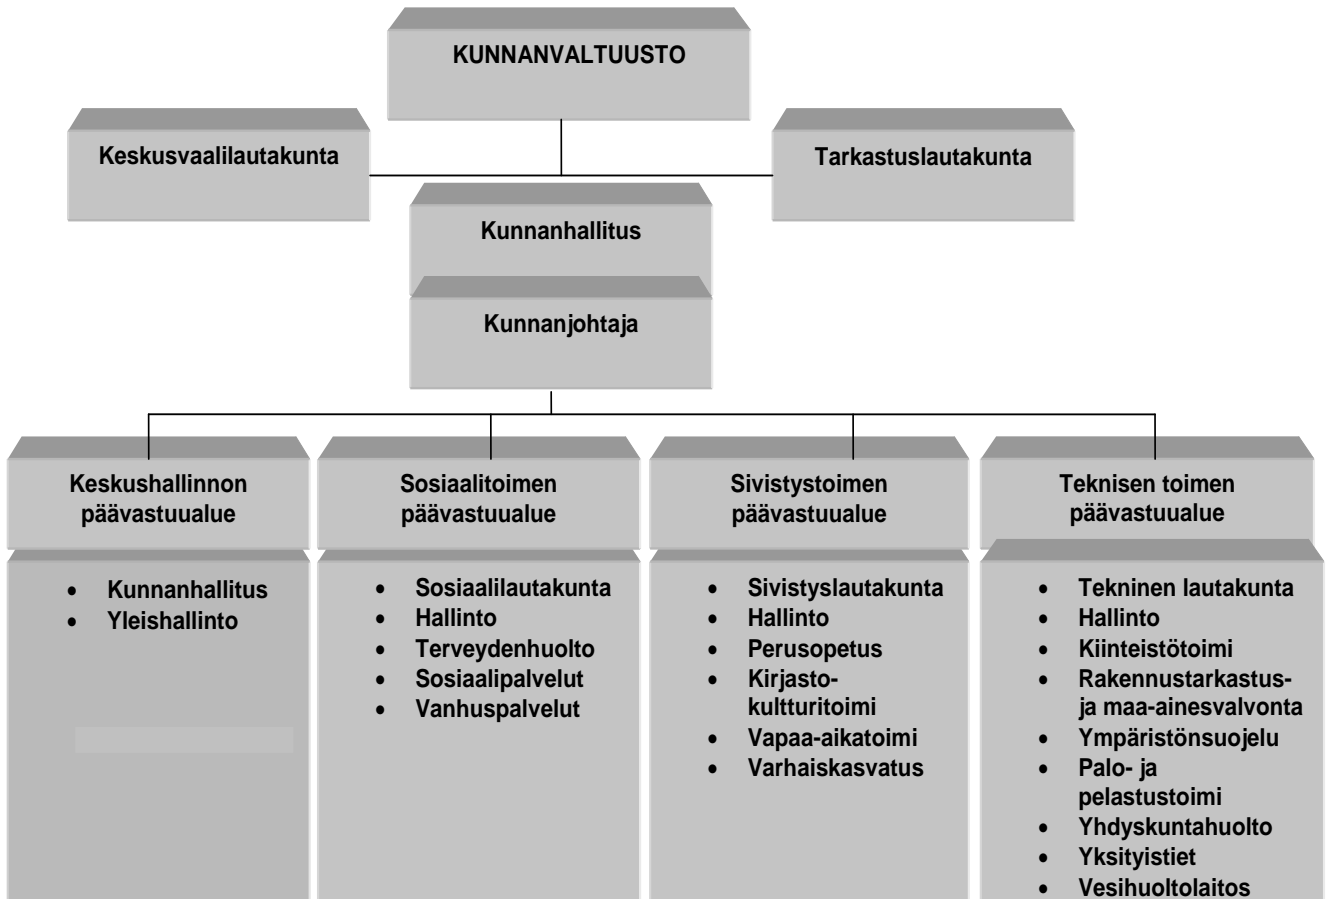 KUNNANVALTUUSTO
Keskusvaalilautakunta
Tarkastuslautakunta
Kunnanhallitus
Kunnanjohtaja
Keskushallinnon
päävastuualue
• Kunnanhallitus
• Yleishallinto
Sosiaalitoimen
päävastuualue
• Sosiaalilautakunta
• Hallinto
• Terveydenhuolto
• Sosiaalipalvelut
• Vanhuspalvelut
Sivistystoimen
päävastuualue
• Sivistyslautakunta
• Hallinto
• Perusopetus
• Kirjasto-
kultturitoimi
• Vapaa-aikatoimi
• Varhaiskasvatus
Teknisen toimen
päävastuualue
• Tekninen lautakunta
• Hallinto
• Kiinteistötoimi
• Rakennustarkastus-
ja maa-ainesvalvonta
• Ympäristönsuojelu
• Palo- ja
pelastustoimi
• Yhdyskuntahuolto
• Yksityistiet
• Vesihuoltolaitos